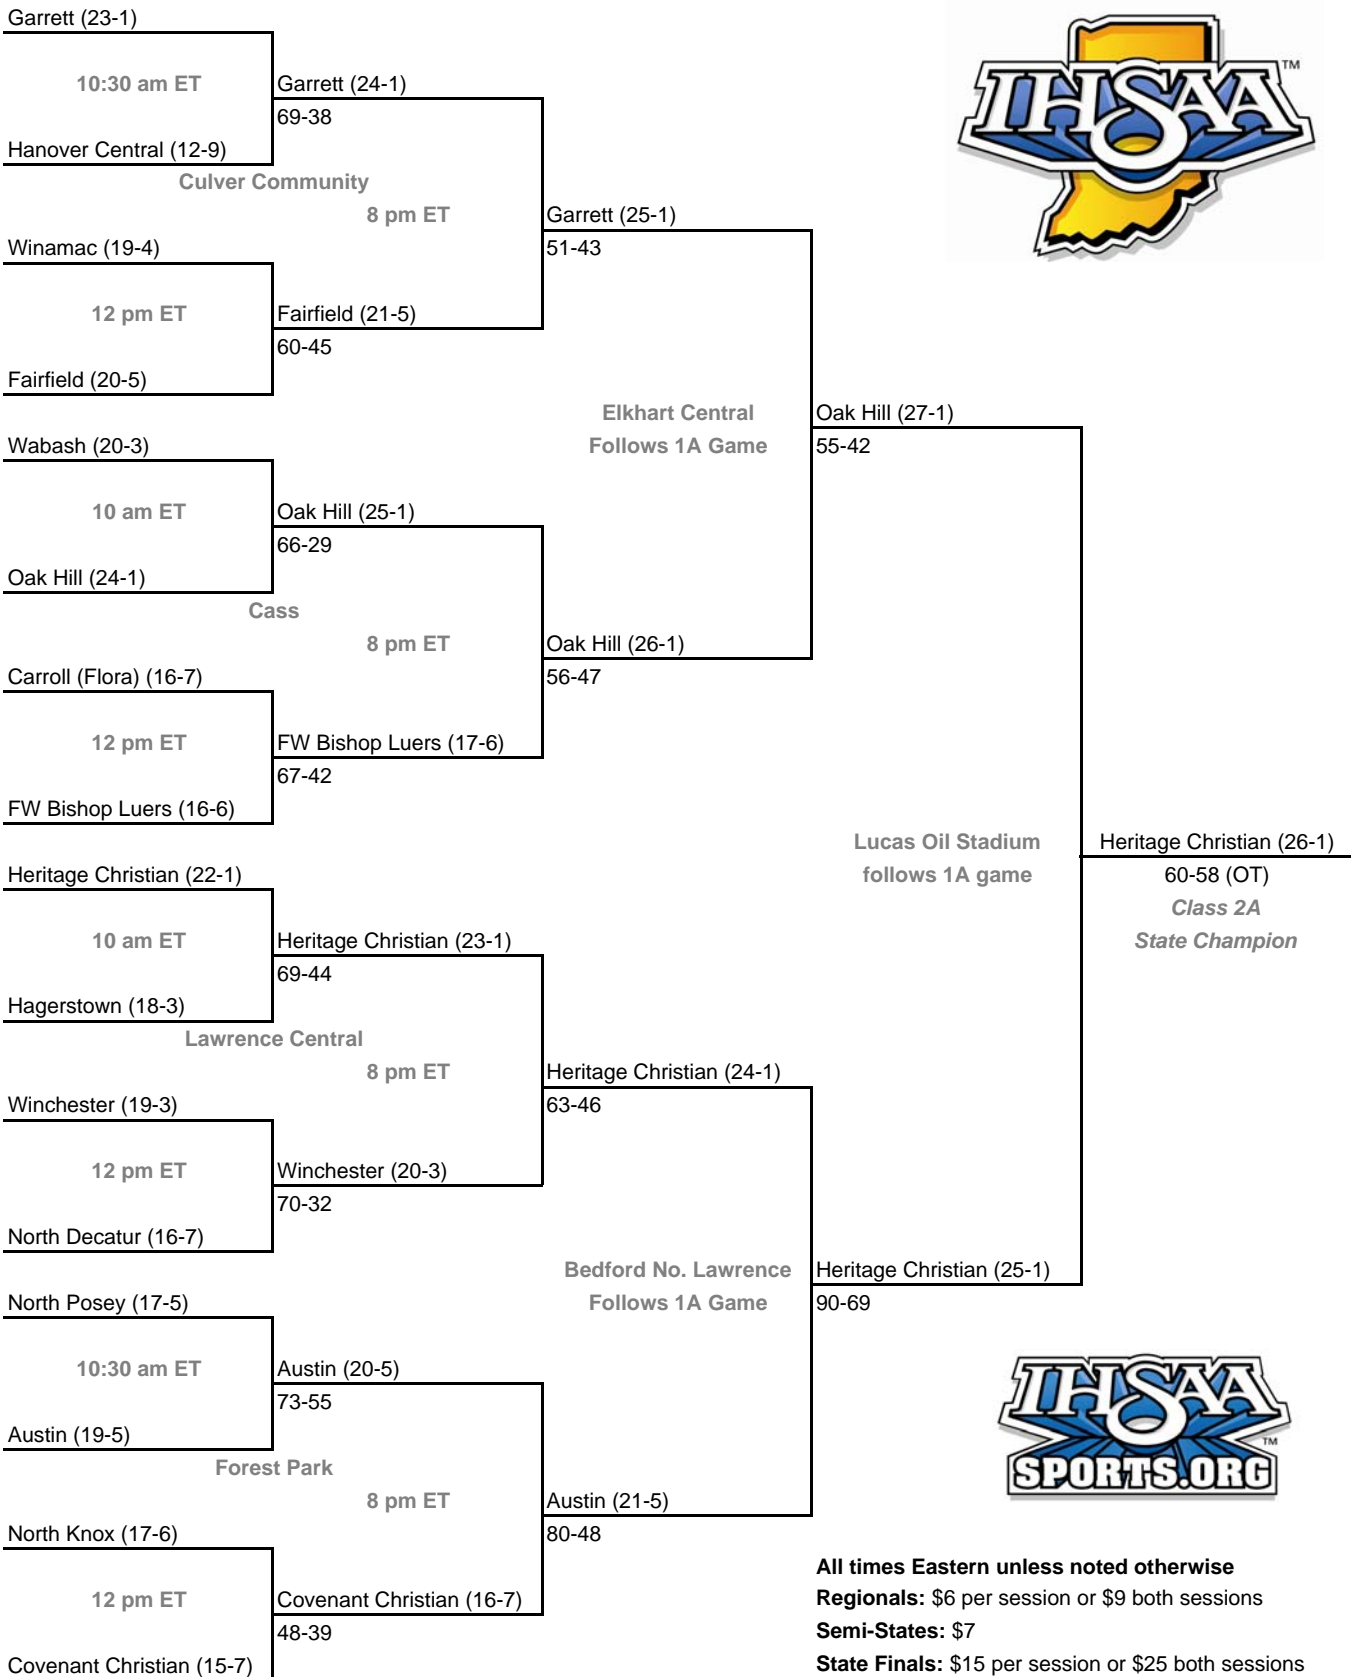 Garrett (23-1)
10:30 am ET
Garrett (24-1)
69-38
Hanover Central (12-9)
Culver Community
8 pm ET
Garrett (25-1)
51-43
Winamac (19-4)
12 pm ET
Fairfield (21-5)
60-45
Fairfield (20-5)
Elkhart Central
Follows 1A Game
Oak Hill (27-1)
55-42
Wabash (20-3)
10 am ET
Oak Hill (25-1)
66-29
Oak Hill (24-1)
Cass
8 pm ET
Oak Hill (26-1)
56-47
Carroll (Flora) (16-7)
12 pm ET
FW Bishop Luers (17-6)
67-42
FW Bishop Luers (16-6)
Lucas Oil Stadium
follows 1A game
Heritage Christian (26-1)
60-58 (OT)
Class 2A
State Champion
Heritage Christian (22-1)
10 am ET
Heritage Christian (23-1)
69-44
Hagerstown (18-3)
Lawrence Central
8 pm ET
Heritage Christian (24-1)
63-46
Winchester (19-3)
12 pm ET
Winchester (20-3)
70-32
North Decatur (16-7)
Bedford No. Lawrence
Follows 1A Game
Heritage Christian (25-1)
90-69
North Posey (17-5)
10:30 am ET
Austin (20-5)
73-55
Austin (19-5)
Forest Park
8 pm ET
Austin (21-5)
80-48
North Knox (17-6)
12 pm ET
Covenant Christian (16-7)
48-39
Covenant Christian (15-7)
IHSAA TM
IHSAA TM
SPORTS.ORG
All times Eastern unless noted otherwise
Regionals: $6 per session or $9 both sessions
Semi-States: $7
State Finals: $15 per session or $25 both sessions